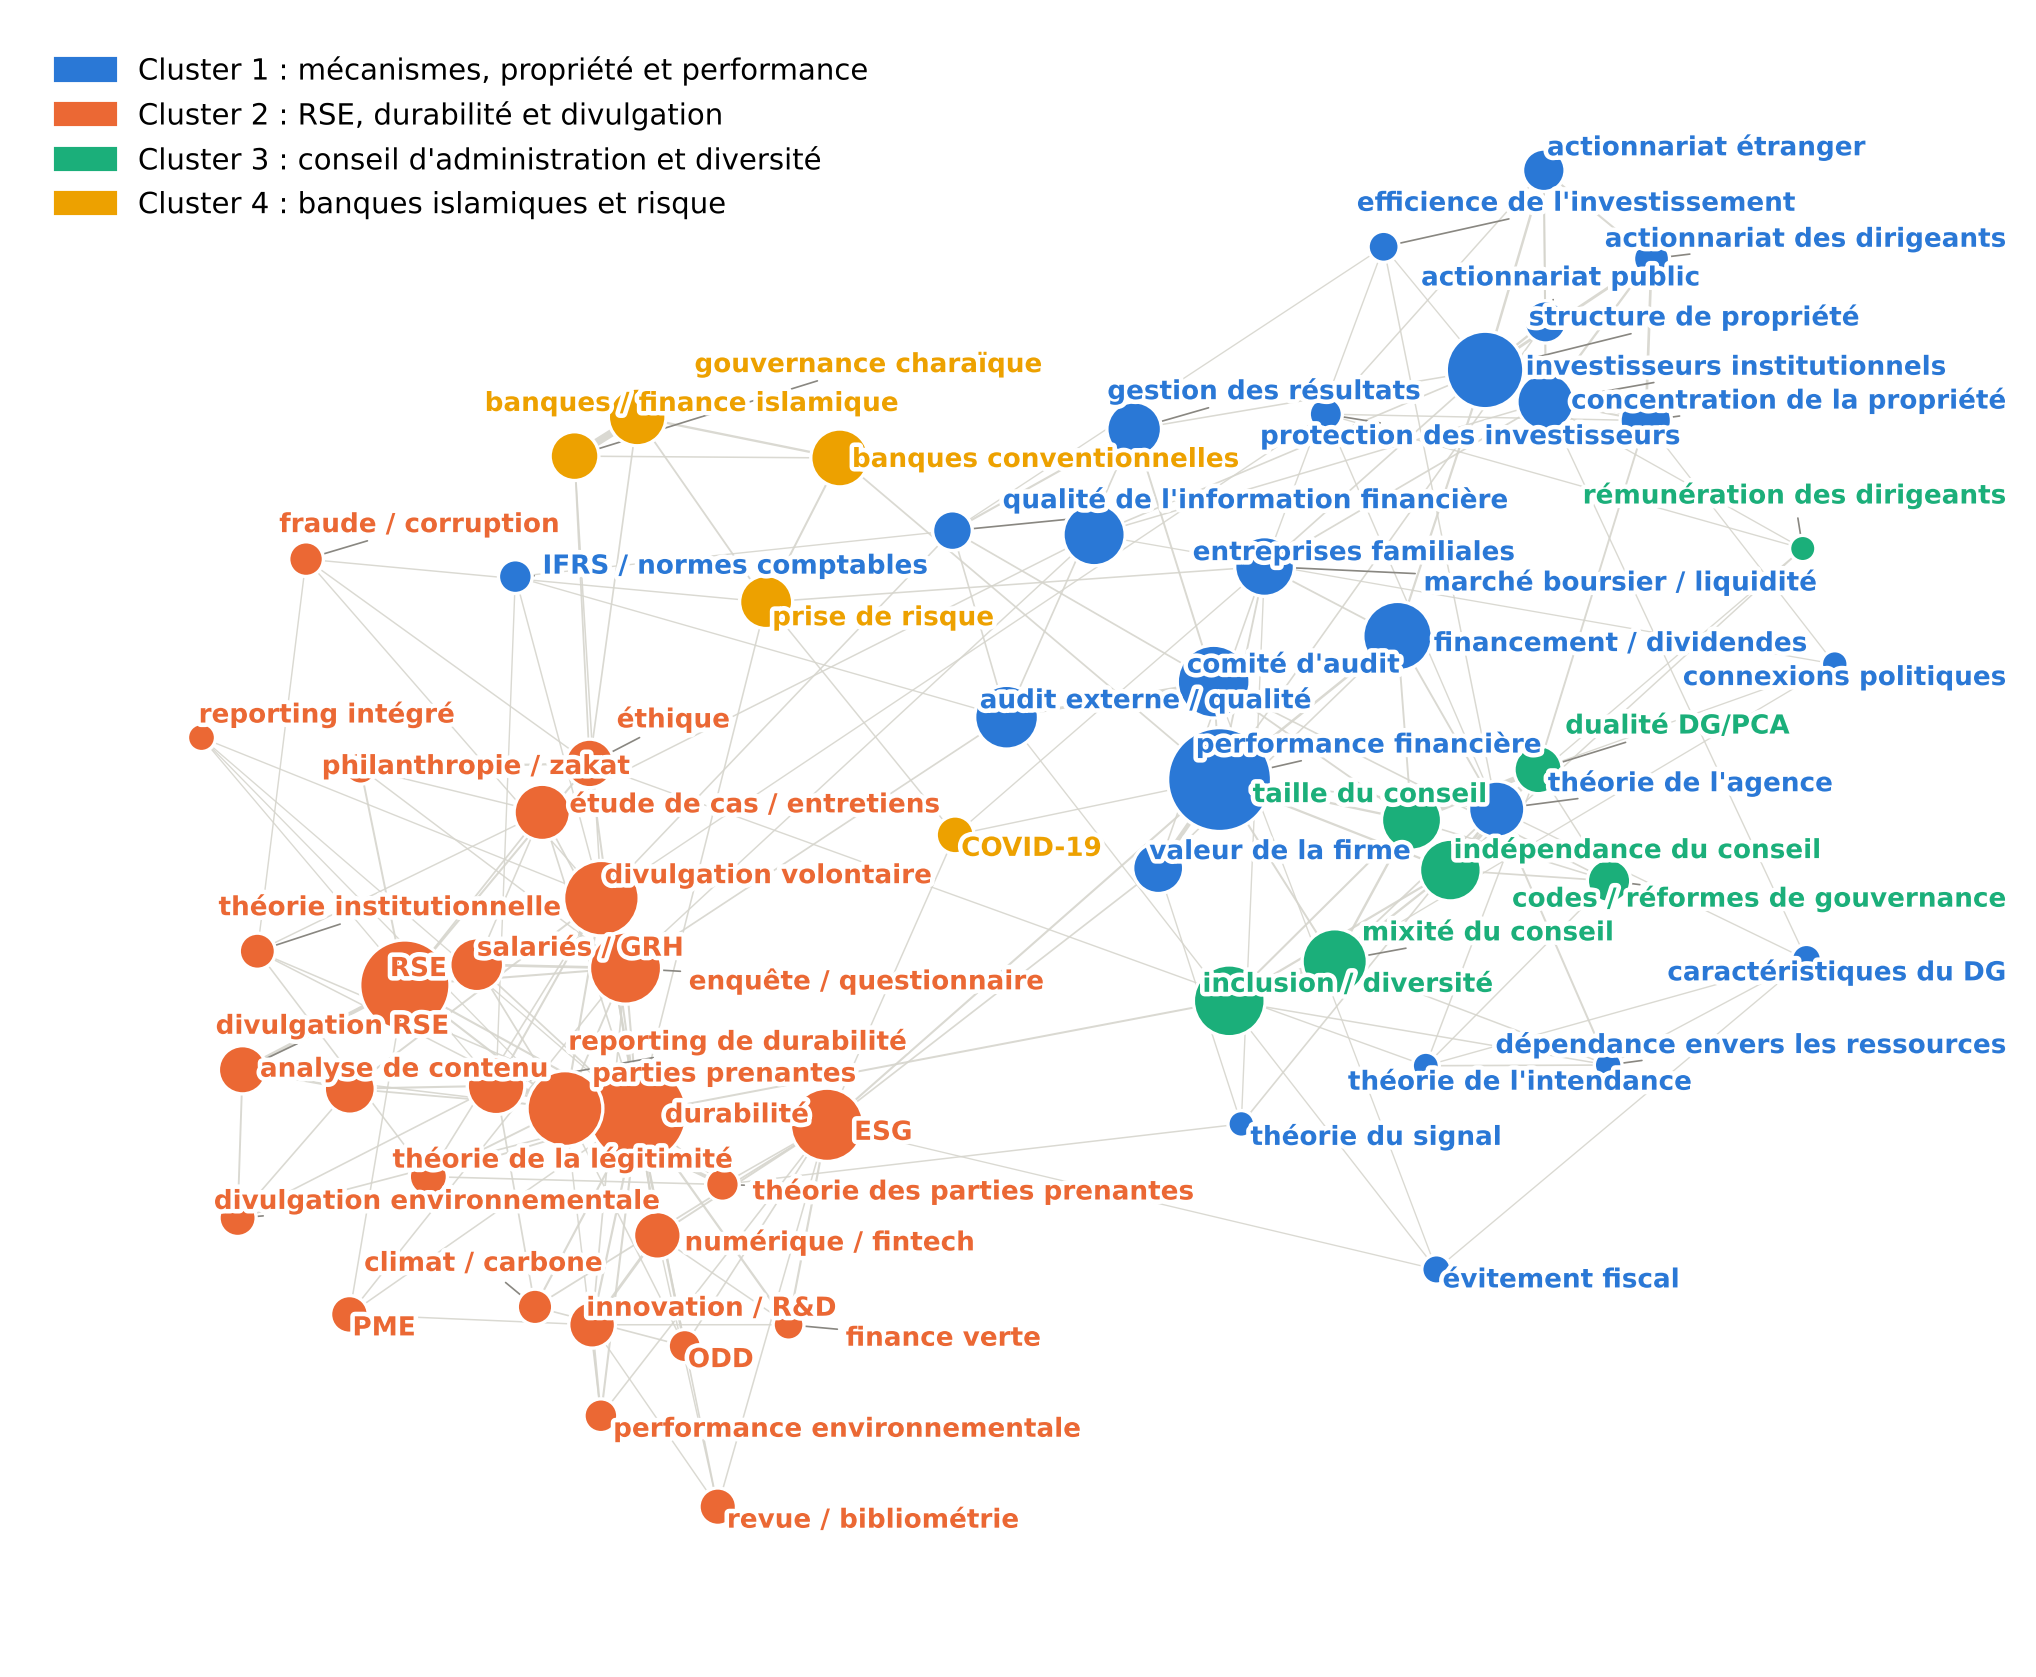 Cluster 1 : mécanismes, propriété et performance
Cluster 2 : RSE, durabilité et divulgation
Cluster 3 : conseil d'administration et diversité
Cluster 4 : banques islamiques et risque
actionnariat étranger
efficience de l'investissement
actionnariat des dirigeants
actionnariat public
structure de propriété
gouvernance charaïque
investisseurs institutionnels
gestion des résultats
banques / finance islamique
concentration de la propriété
protection des investisseurs
banques conventionnelles
qualité de l'information financière
rémunération des dirigeants
fraude / corruption
entreprises familiales
IFRS / normes comptables
marché boursier / liquidité
prise de risque
financement / dividendes
comité d'audit
connexions politiques
audit externe / qualité
reporting intégré
éthique
dualité DG/PCA
performance financière
philanthropie / zakat
théorie de l'agence
taille du conseil
étude de cas / entretiens
COVID-19
valeur de la firme
indépendance du conseil
divulgation volontaire
codes / réformes de gouvernance
théorie institutionnelle
mixité du conseil
salariés / GRH
RSE
caractéristiques du DG
enquête / questionnaire
inclusion / diversité
divulgation RSE
reporting de durabilité
dépendance envers les ressources
analyse de contenu
parties prenantes
théorie de l'intendance
durabilité
ESG
théorie du signal
théorie de la légitimité
théorie des parties prenantes
divulgation environnementale
numérique / fintech
climat / carbone
évitement fiscal
innovation / R&D
PME
finance verte
ODD
performance environnementale
revue / bibliométrie